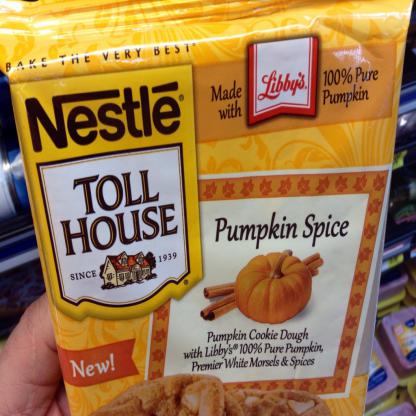 BAKE THE VERY BEST
Nestlé®
TOLL
HOUSE
SINCE 1939
Made
with
Libby's.
100% Pure
Pumpkin
Pumpkin Spice
Pumpkin Cookie Dough
with Libby's® 100% Pure Pumpkin,
Premier White Morsels & Spices
New!